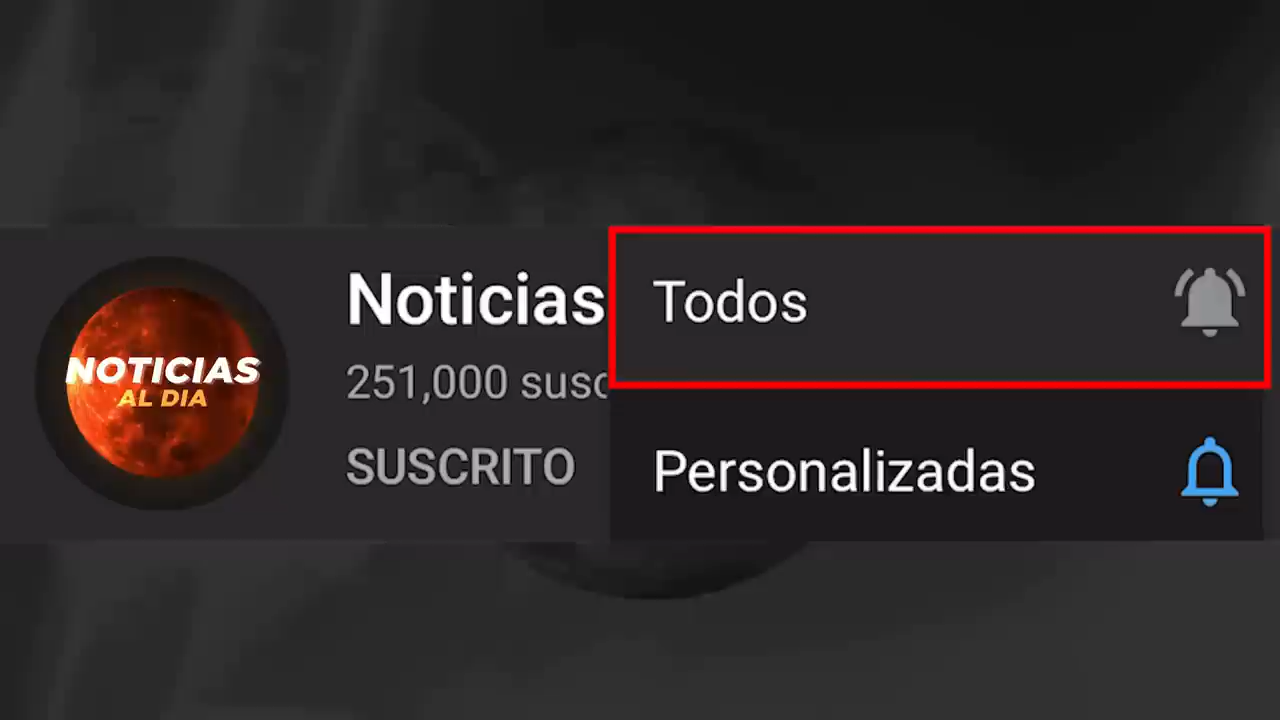 NOTICIAS
AL DIA
Noticias
251,000 susc
SUSCRITO
Todos
Personalizadas